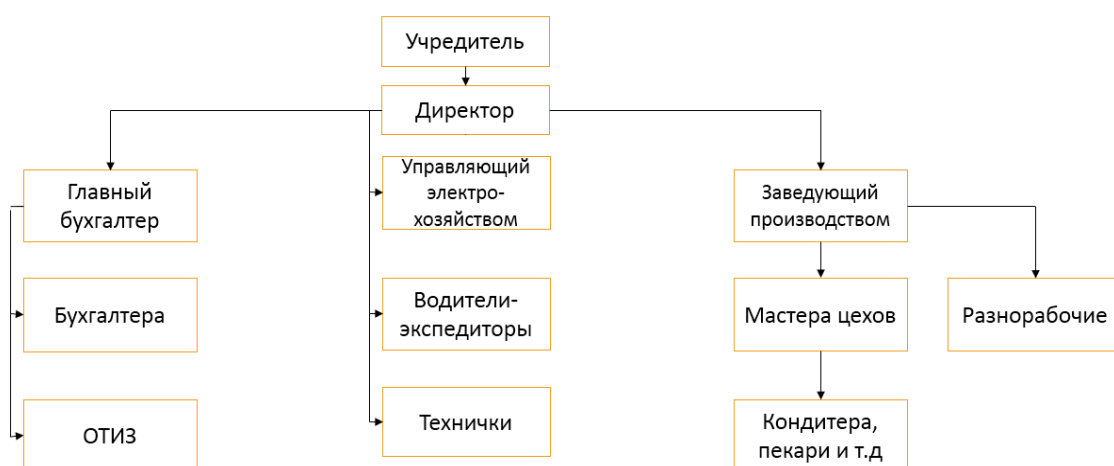 Учредитель
Директор
Главный
бухгалтер
Управляющий
электро-
хозяйством
Заведующий
производством
Бухгалтера
Водители-
экспедиторы
Мастера цехов
Разнорабочие
ОТИЗ
Технички
Кондитера,
пекари и т.д